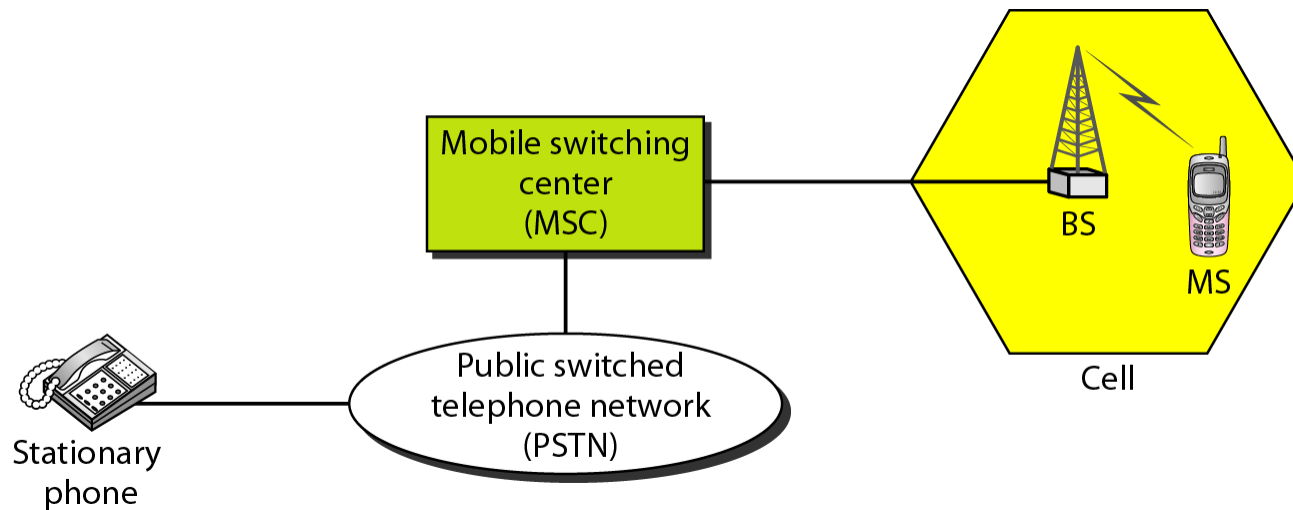 Mobile switching
center
(MSC)
BS
MS
Cell
Public switched
telephone network
(PSTN)
Stationary
phone